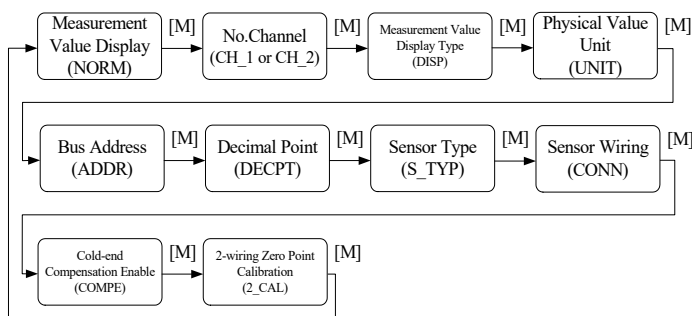 Measurement
Value Display
(NORM)
[M]
No.Channel
(CH_1 or CH_2)
[M]
Measurement Value
Display Type
(DISP)
[M]
Physical Value
Unit
(UNIT)
[M]
Bus Address
(ADDR)
[M]
Decimal Point
(DECPT)
[M]
Sensor Type
(S_TYP)
[M]
Sensor Wiring
(CONN)
[M]
Cold-end
Compensation Enable
(COMPE)
[M]
2-wiring Zero Point
Calibration
(2_CAL)
[M]